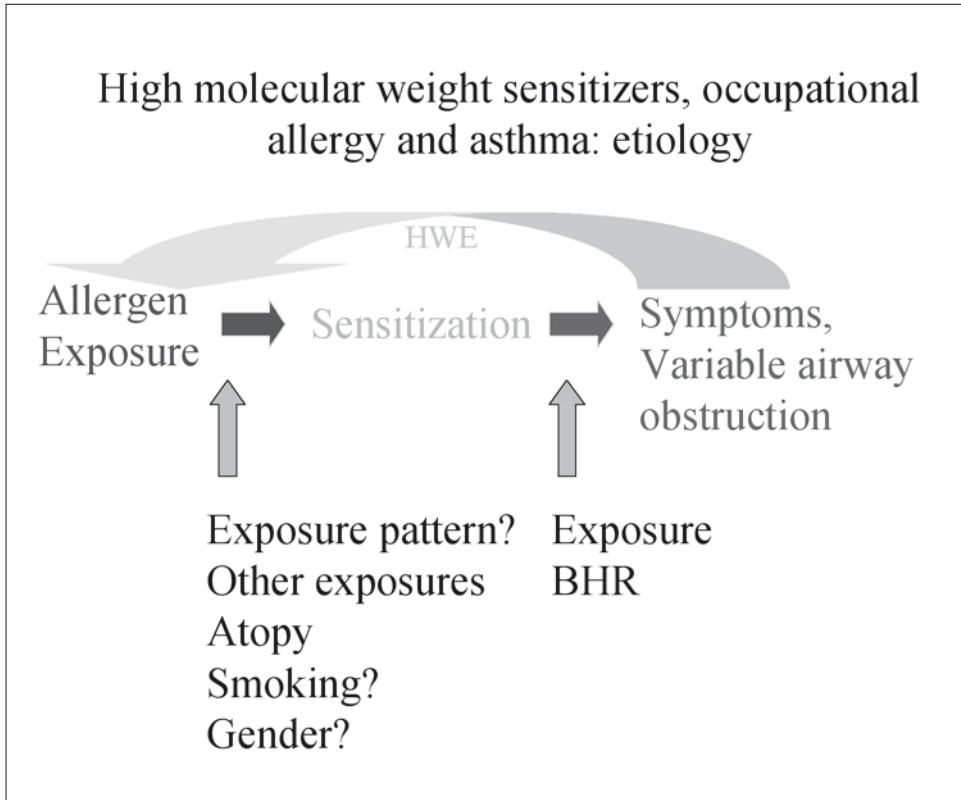 High molecular weight sensitizers, occupational
allergy and asthma: etiology
HWE
Allergen
Exposure
Sensitization
Symptoms,
Variable airway
obstruction
Exposure pattern?
Other exposures
Atopy
Smoking?
Gender?
Exposure
BHR